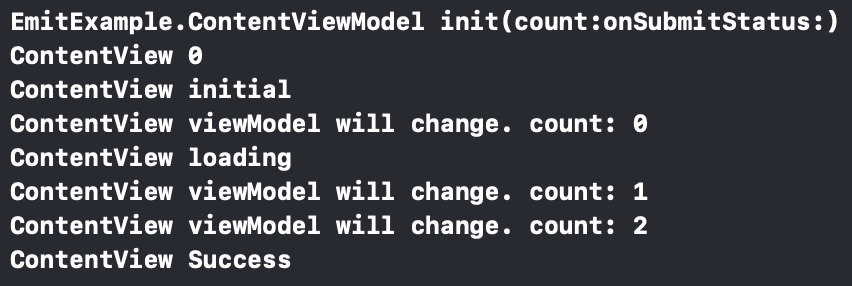 EmitExample.ContentViewModel init(count:onSubmitStatus:)
ContentView 0
ContentView initial
ContentView viewModel will change. count: 0
ContentView loading
ContentView viewModel will change. count: 1
ContentView viewModel will change. count: 2
ContentView Success